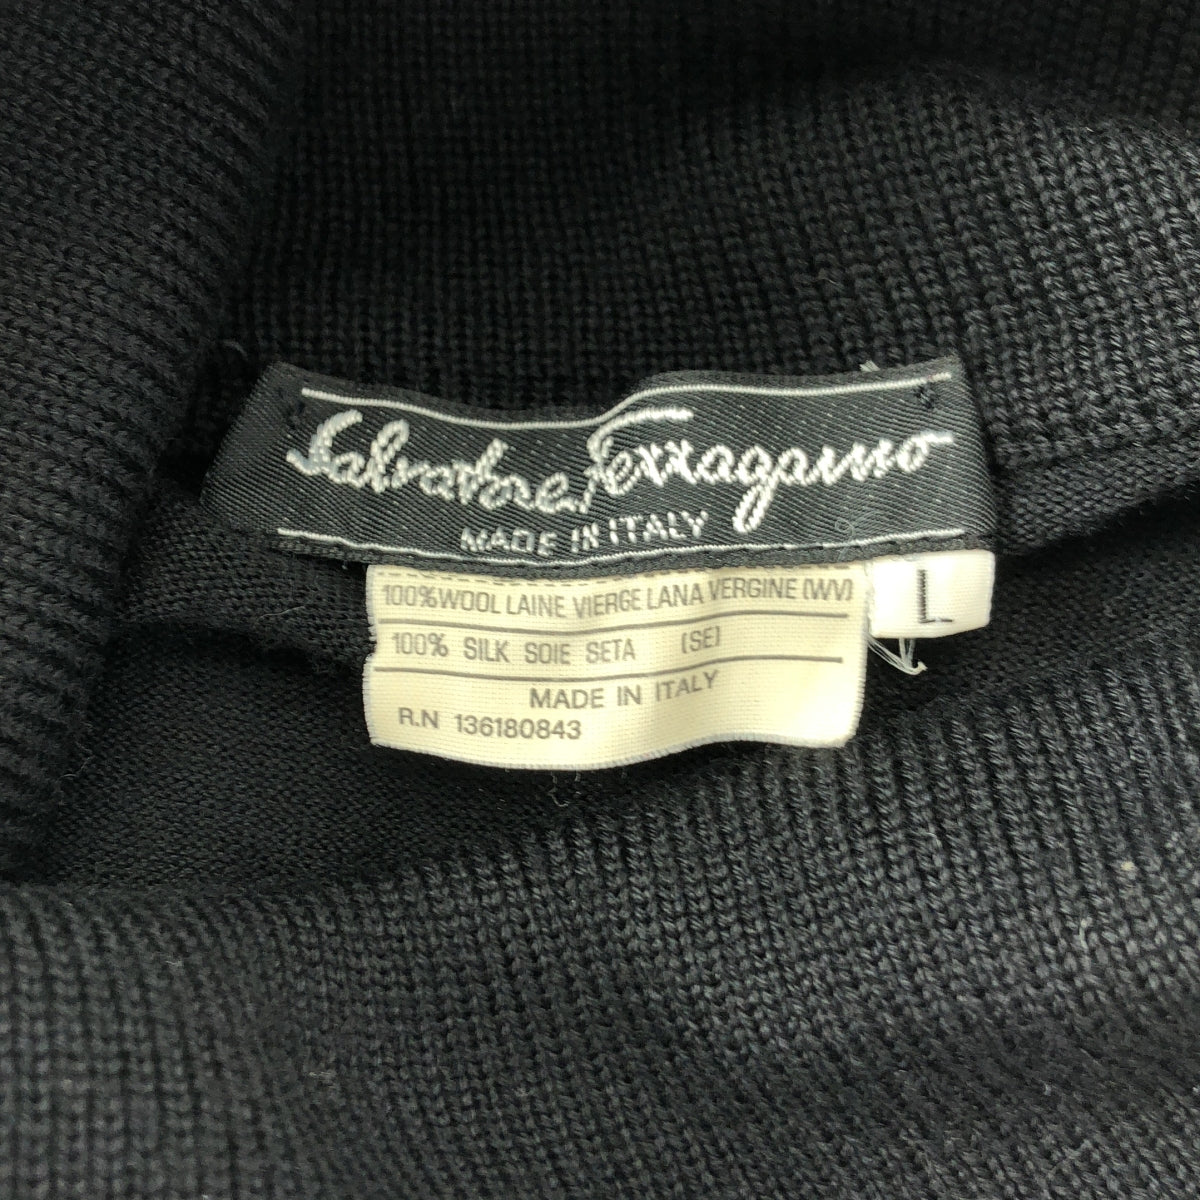 Salvatore Ferragamo
MADE IN ITALY
L
100%WOOL LAINE VIERGE LANA VERGINE (WV)
100% SILK SOIE SETA (SE)
MADE IN ITALY
R.N 136180843